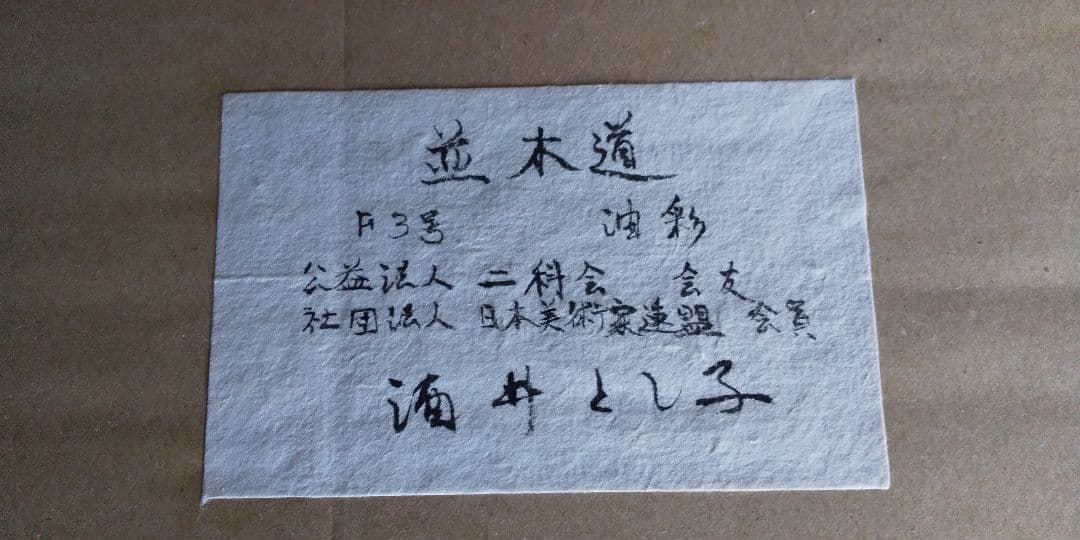 並木道
F3号 油彩
公益法人 二科会 会友
社団法人 日本美術家連盟 会員
酒井とし子